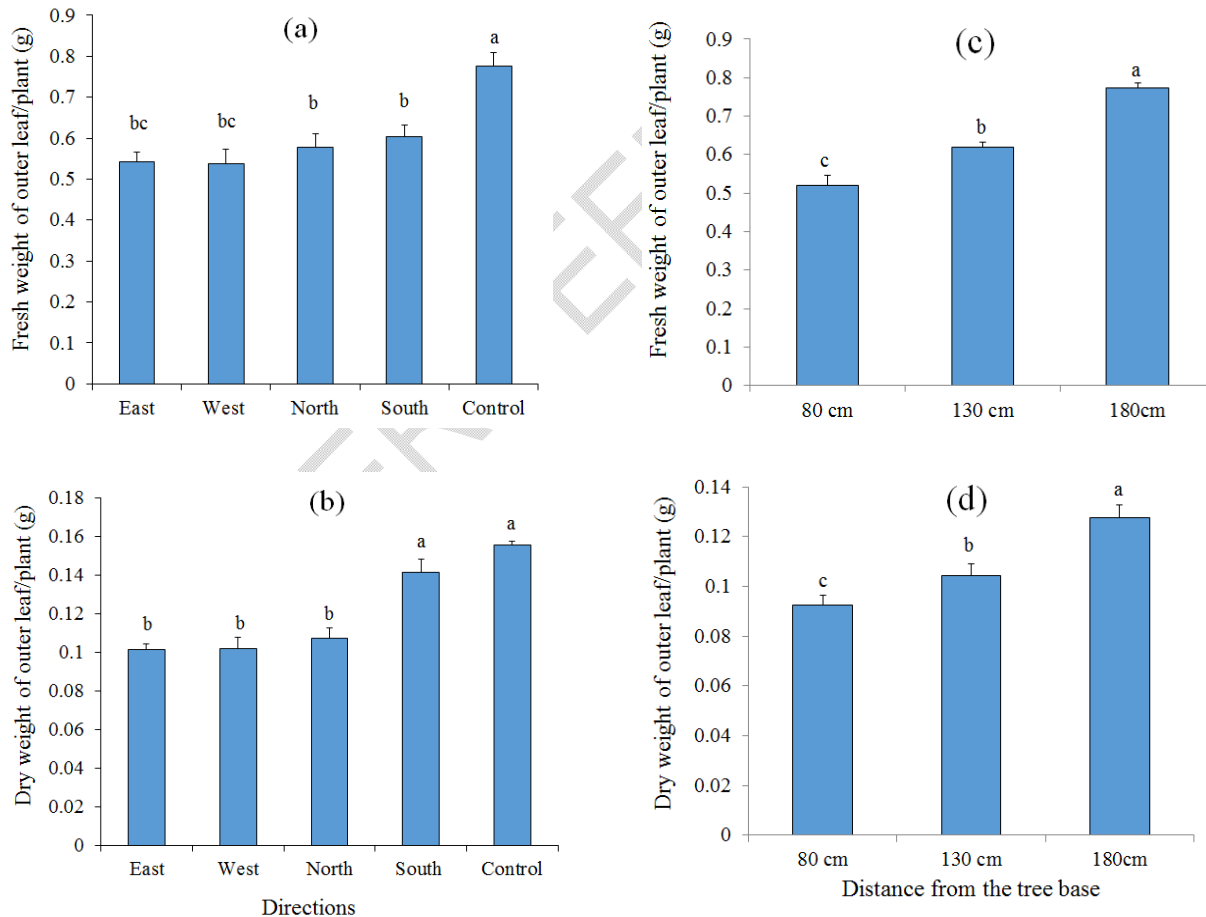 (a)
Fresh weight of outer leaf/plant (g)
0.9
0.8
0.7
0.6
0.5
0.4
0.3
0.2
0.1
0
bc
bc
b
b
a
East West North South Control
(c)
Fresh weight of outer leaf/plant (g)
0.9
0.8
0.7
0.6
0.5
0.4
0.3
0.2
0.1
0
c
b
a
80 cm 130 cm 180cm
(b)
Dry weight of outer leaf/plant (g)
0.18
0.16
0.14
0.12
0.1
0.08
0.06
0.04
0.02
0
b
b
b
a
a
East West North South Control
Directions
(d)
Dry weight of outer leaf/plant (g)
0.14
0.12
0.1
0.08
0.06
0.04
0.02
0
c
b
a
80 cm 130 cm 180cm
Distance from the tree base